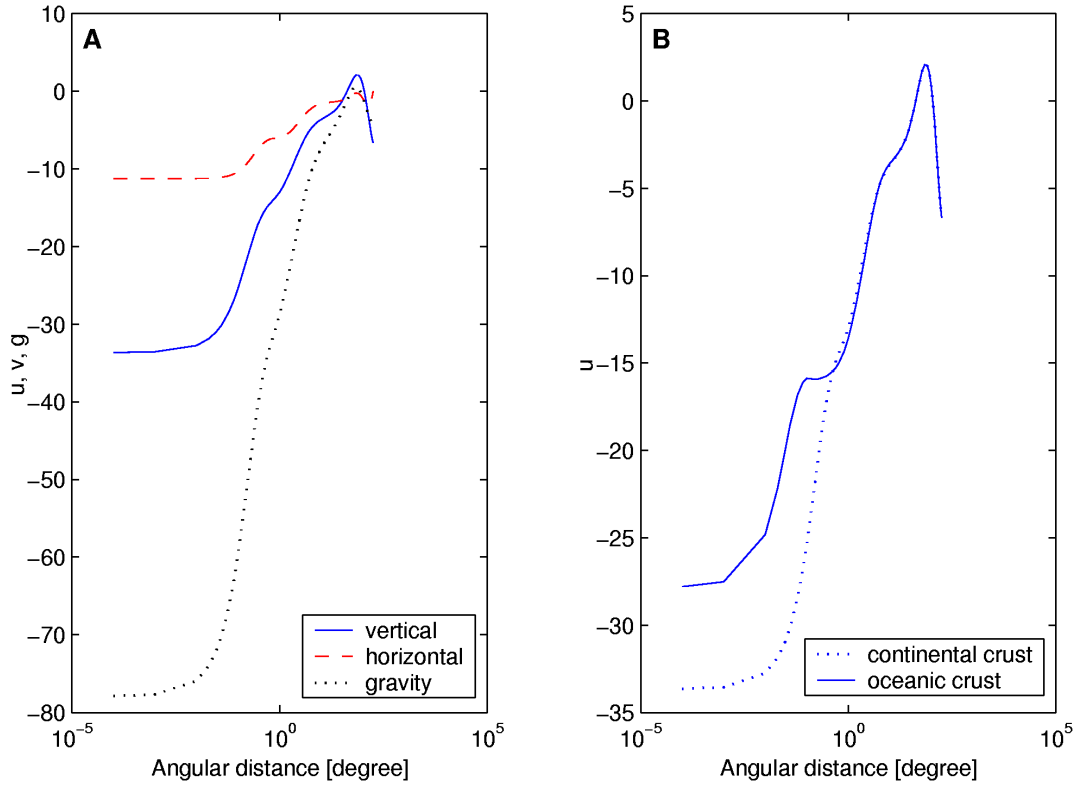 A
10
0
−10
−20
−30
−40
−50
−60
−70
−80
u, v, g
vertical
horizontal
gravity
10^−5
10^0
10^5
Angular distance [degree]
B
5
0
−5
−10
−15
−20
−25
−30
−35
u
continental crust
oceanic crust
10^−5
10^0
10^5
Angular distance [degree]